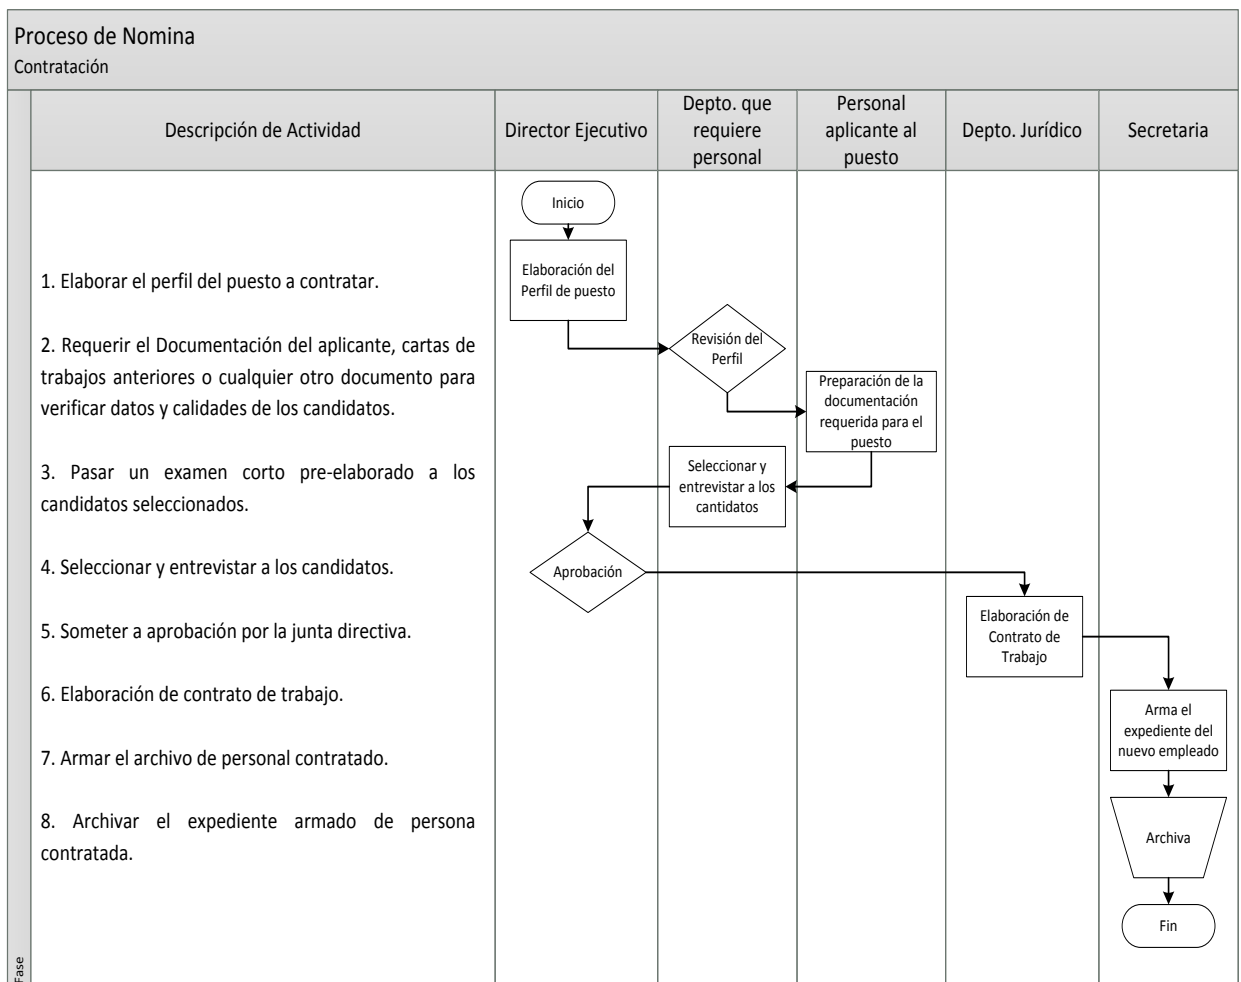 Proceso de Nomina
Contratación
Descripción de Actividad
Director Ejecutivo
Depto. que
requiere
personal
Personal
aplicante al
puesto
Depto. Jurídico
Secretaria
1. Elaborar el perfil del puesto a contratar.
2. Requerir el Documentación del aplicante, cartas de
trabajos anteriores o cualquier otro documento para
verificar datos y calidades de los candidatos.
3. Pasar un examen corto pre-elaborado a los
candidatos seleccionados.
4. Seleccionar y entrevistar a los candidatos.
5. Someter a aprobación por la junta directiva.
6. Elaboración de contrato de trabajo.
7. Armar el archivo de personal contratado.
8. Archivar el expediente armado de persona
contratada.
Inicio
Elaboración del
Perfil de puesto
Revisión del
Perfil
Preparación de la
documentación
requerida para el
puesto
Seleccionar y
entrevistar a los
cantidatos
Aprobación
Elaboración de
Contrato de
Trabajo
Arma el
expediente del
nuevo empleado
Archiva
Fin
Fase